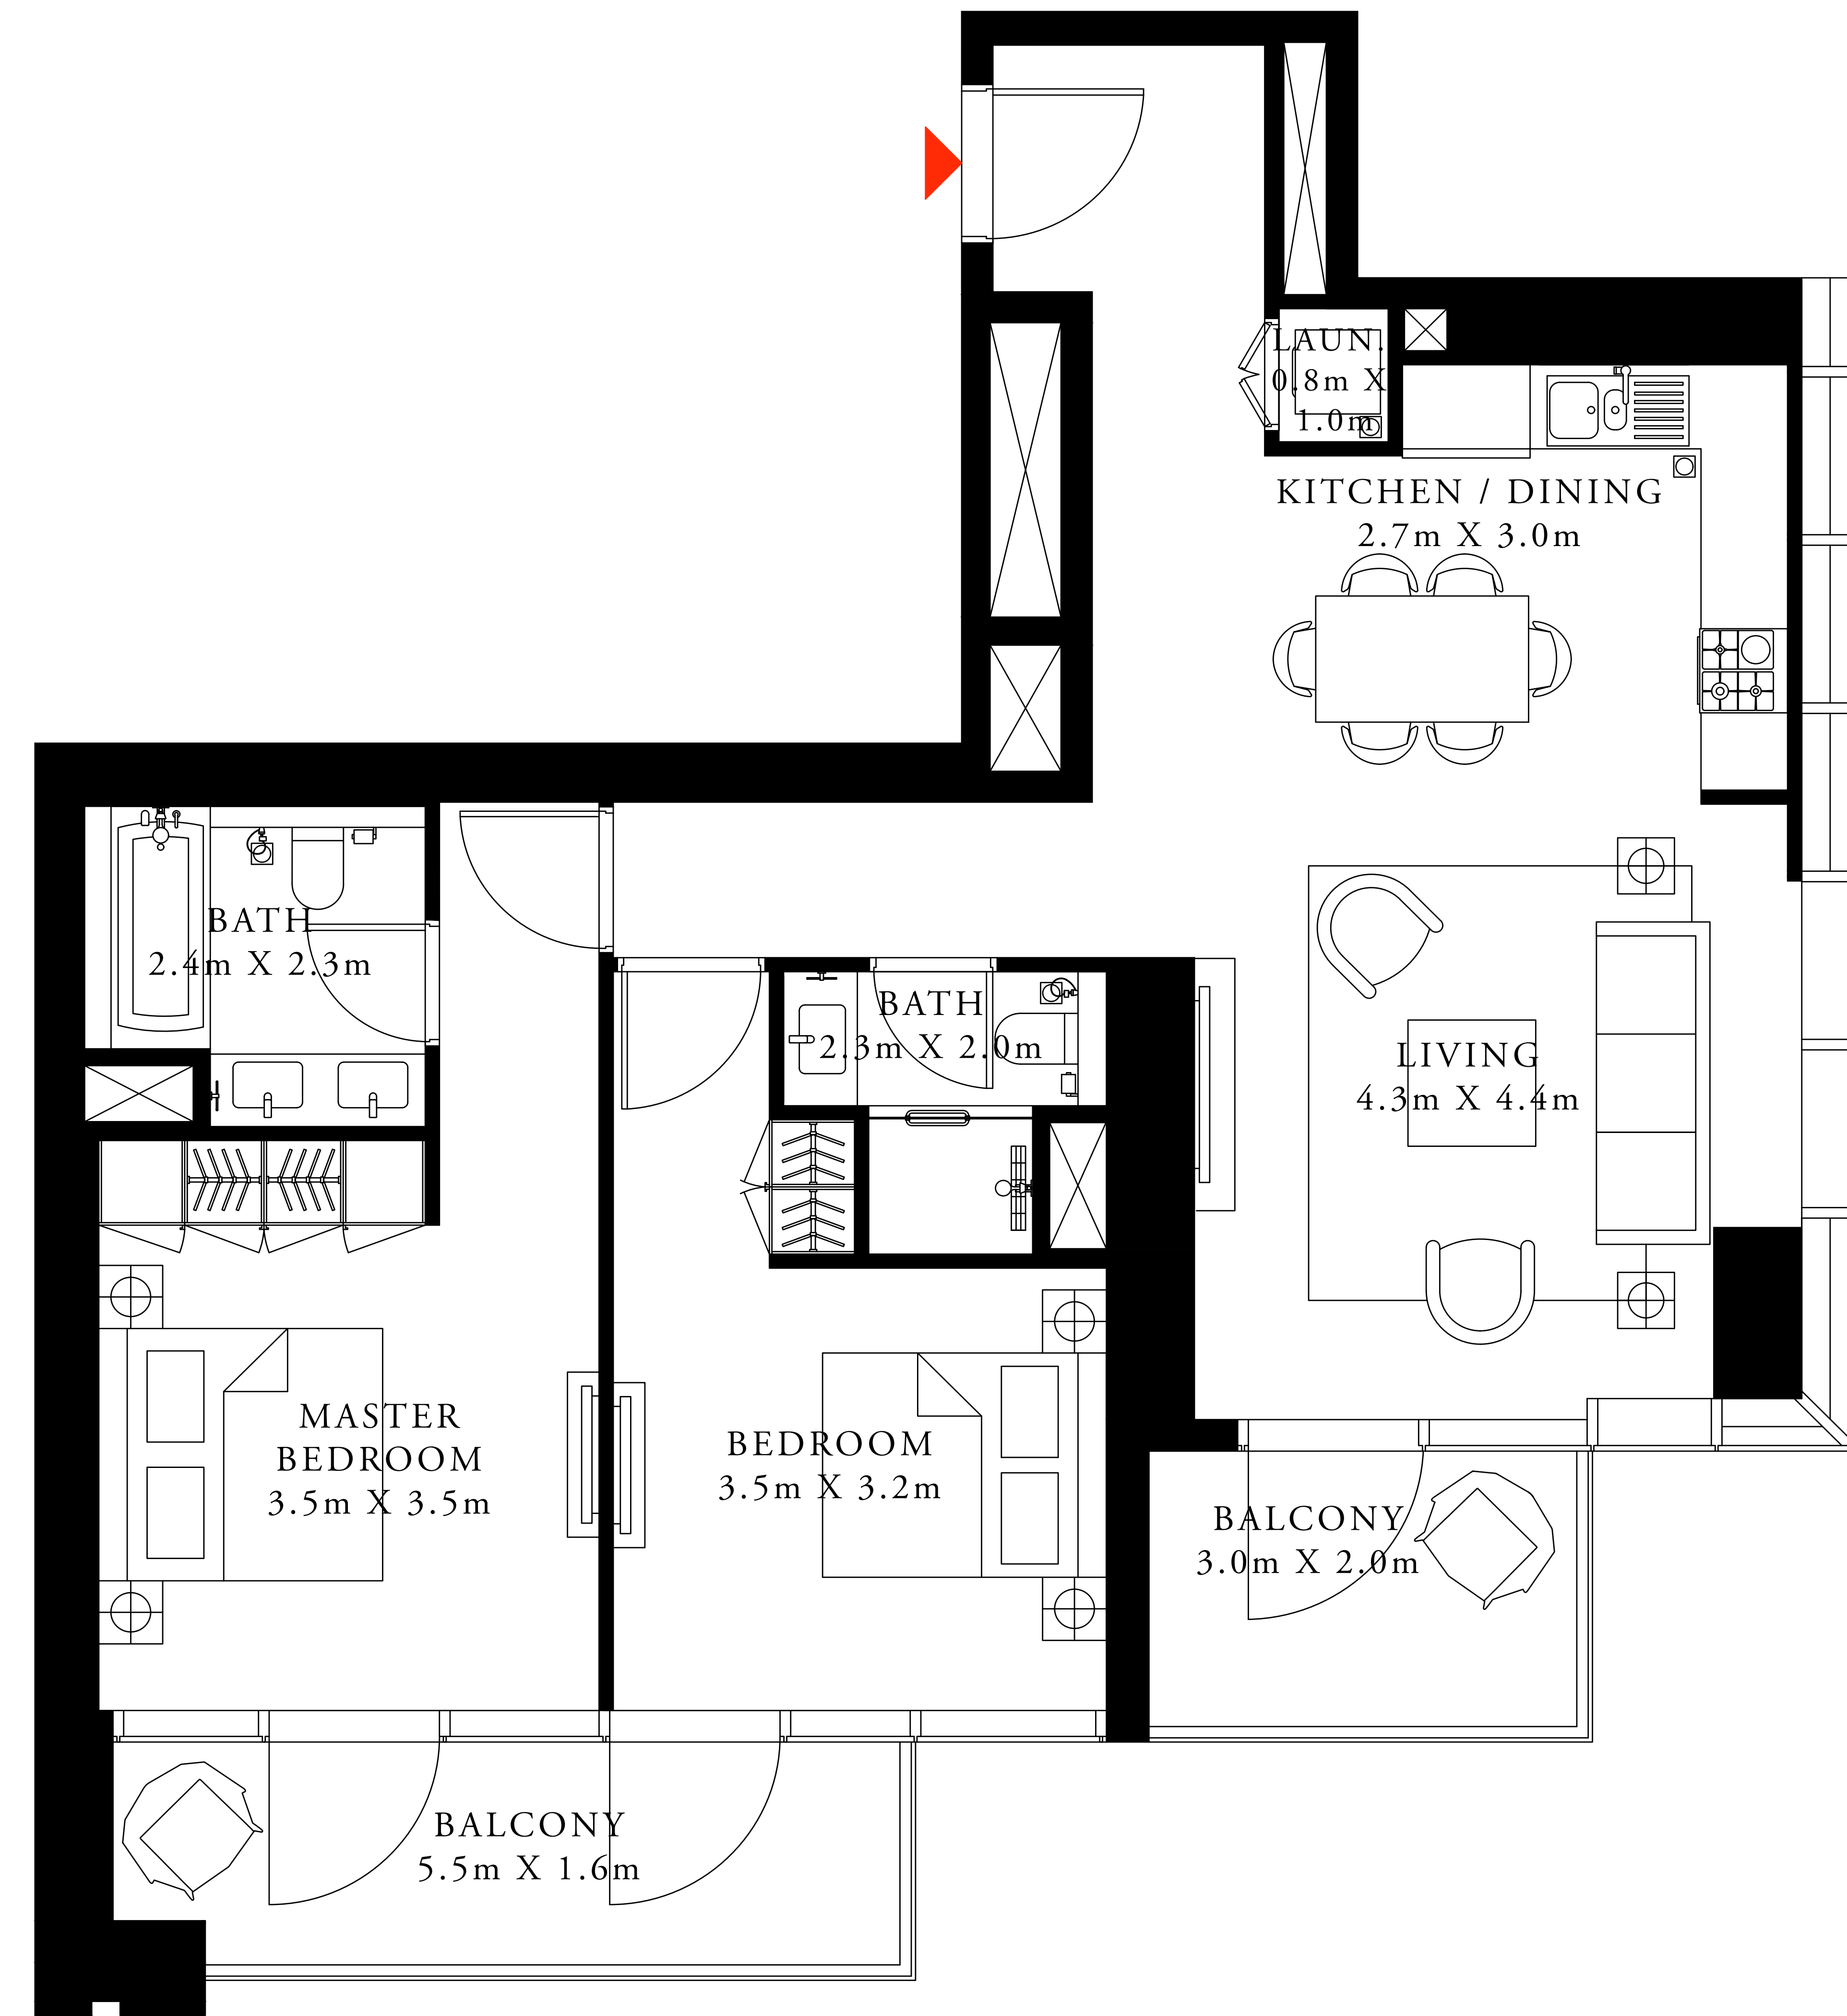 LAUN.
0.8m X
1.0m
KITCHEN / DINING
2.7m X 3.0m
BATH
2.4m X 2.3m
BATH
2.3m X 2.0m
LIVING
4.3m X 4.4m
MASTER
BEDROOM
3.5m X 3.5m
BEDROOM
3.5m X 3.2m
BALCONY
3.0m X 2.0m
BALCONY
5.5m X 1.6m